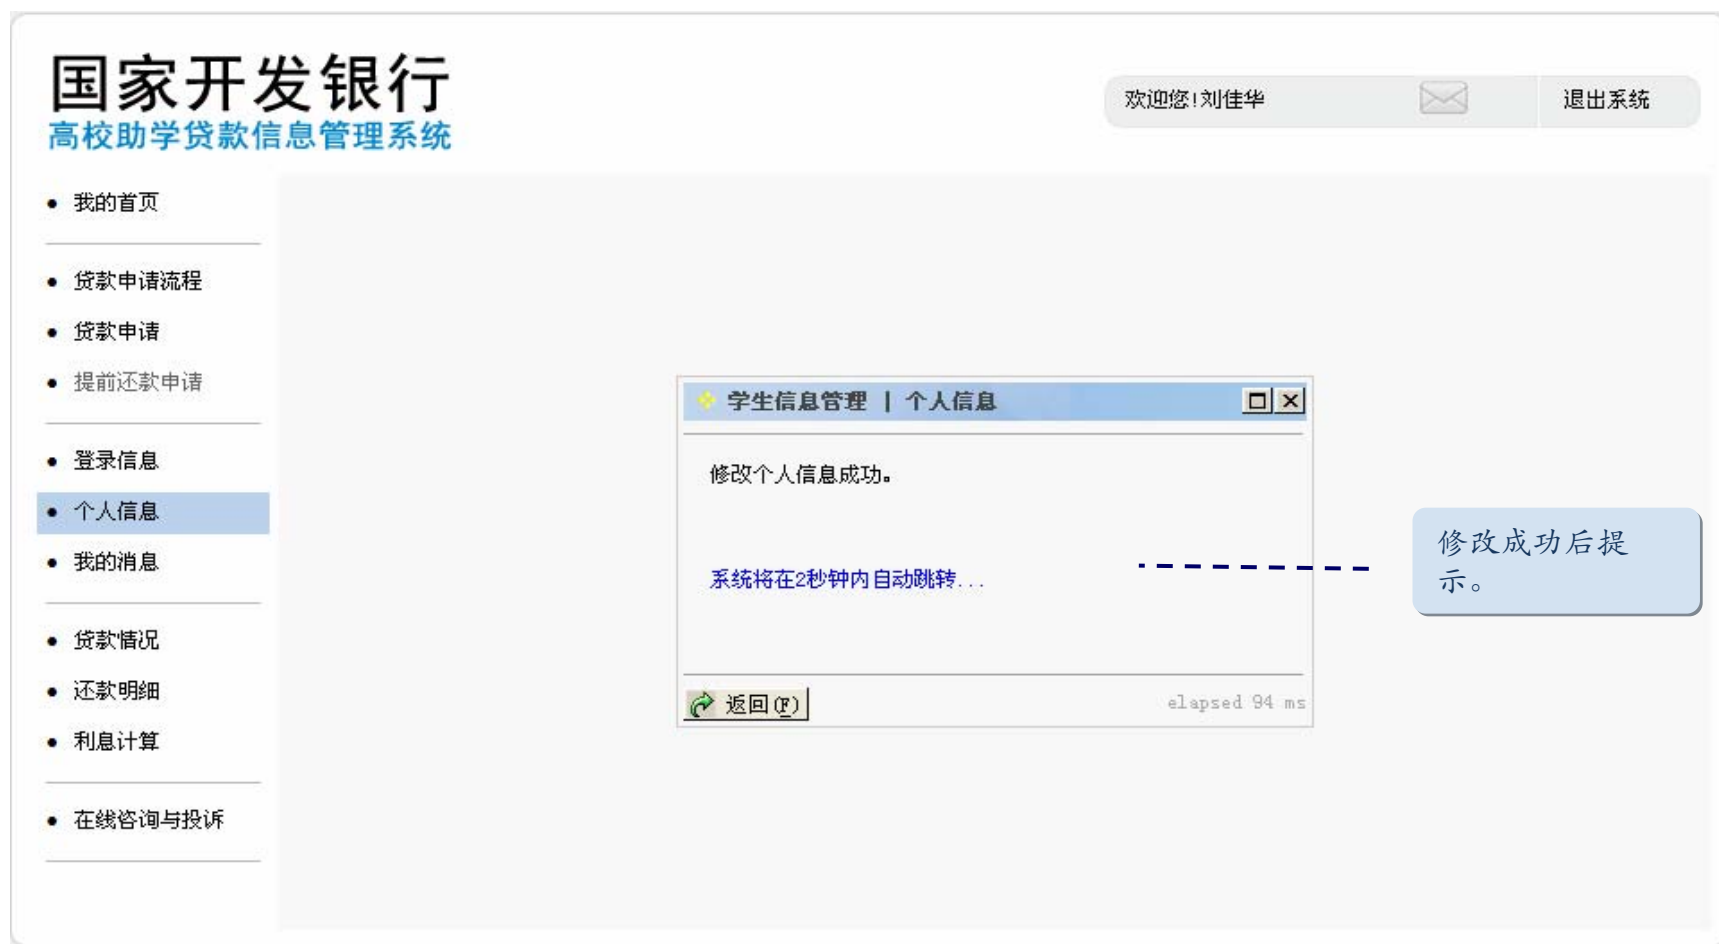 国家开发银行
高校助学贷款信息管理系统
欢迎您!刘佳华
退出系统
我的首页
贷款申请流程
贷款申请
提前还款申请
登录信息
个人信息
我的消息
贷款情况
还款明细
利息计算
在线咨询与投诉
学生信息管理 | 个人信息
修改个人信息成功。
系统将在2秒钟内自动跳转...
返回(F)
elapsed 94 ms
修改成功后提
示。